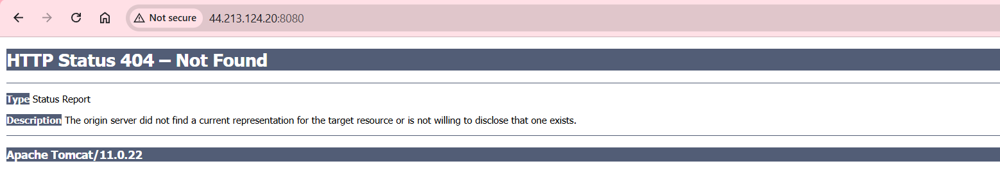 Not secure 44.213.124.20:8080
HTTP Status 404 – Not Found
Type Status Report
Description The origin server did not find a current representation for the target resource or is not willing to disclose that one exists.
Apache Tomcat/11.0.22